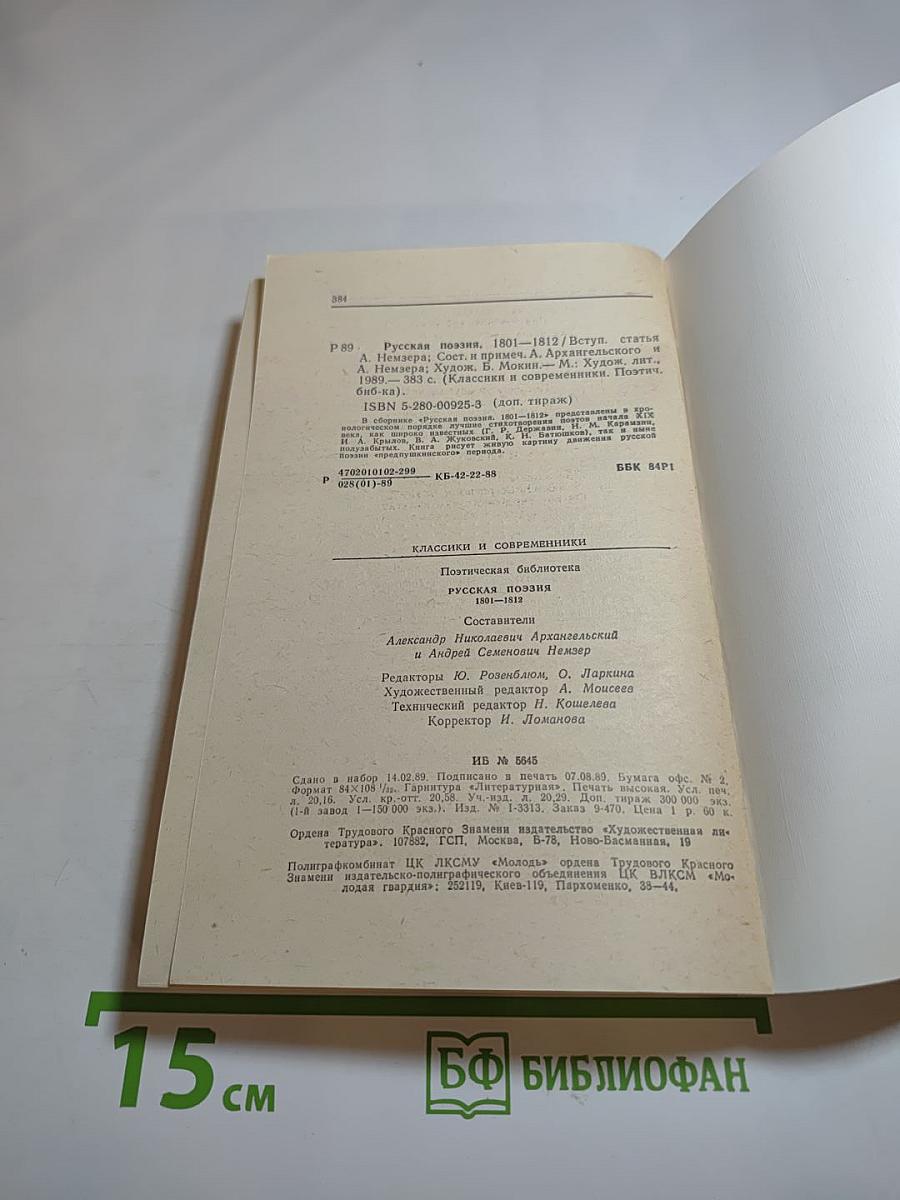 384
Р 89 Русская поэзия. 1801—1812 / Вступ. статья
А. Немзера; Сост. и примеч. А. Архангельского и
А. Немзера; Худож. Б. Мокин.— М.: Худож. лит.,
1989.— 383 с. (Классики и современники. Поэтич.
биб-ка).
ISBN 5-280-00925-3 (доп. тираж)
В сборнике «Русская поэзия. 1801—1812» представлены в хро-
нологическом порядке лучшие стихотворения поэтов начала XIX
века, как широко известных (Г. Р. Державин, Н. М. Карамзин,
И. А. Крылов, В. А. Жуковский, К. Н. Батюшков), так и ныне
полузабытых. Книга рисует живую картину движения русской
поэзии «предпушкинского» периода.
Р 4702010102-299 КБ-42-22-88
028(01)-89
ББК 84Р1
КЛАССИКИ И СОВРЕМЕННИКИ
Поэтическая библиотека
РУССКАЯ ПОЭЗИЯ
1801—1812
Составители
Александр Николаевич Архангельский
и Андрей Семенович Немзер
Редакторы Ю. Розенблюм, О. Ларкина
Художественный редактор А. Моисеев
Технический редактор Н. Кошелева
Корректор И. Ломанова
ИБ № 5645
Сдано в набор 14.02.89. Подписано в печать 07.08.89. Бумага офс. № 2.
Формат 84×108 1/32. Гарнитура «Литературная». Печать высокая. Усл. печ.
л. 20,16. Усл. кр.-отт. 20,58. Уч.-изд. л. 20,29. Доп. тираж 300 000 экз.
(1-й завод 1—150 000 экз.). Изд. № I-3313. Заказ 9-470. Цена 1 р. 60 к.
Ордена Трудового Красного Знамени издательство «Художественная ли-
тература». 107882, ГСП, Москва, Б-78, Ново-Басманная, 19
Полиграфкомбинат ЦК ЛКСМУ «Молодь» ордена Трудового Красного
Знамени издательско-полиграфического объединения ЦК ВЛКСМ «Мо-
лодая гвардия»: 252119, Киев-119, Пархоменко, 38—44.
15 см
БФ БИБЛИОФАН